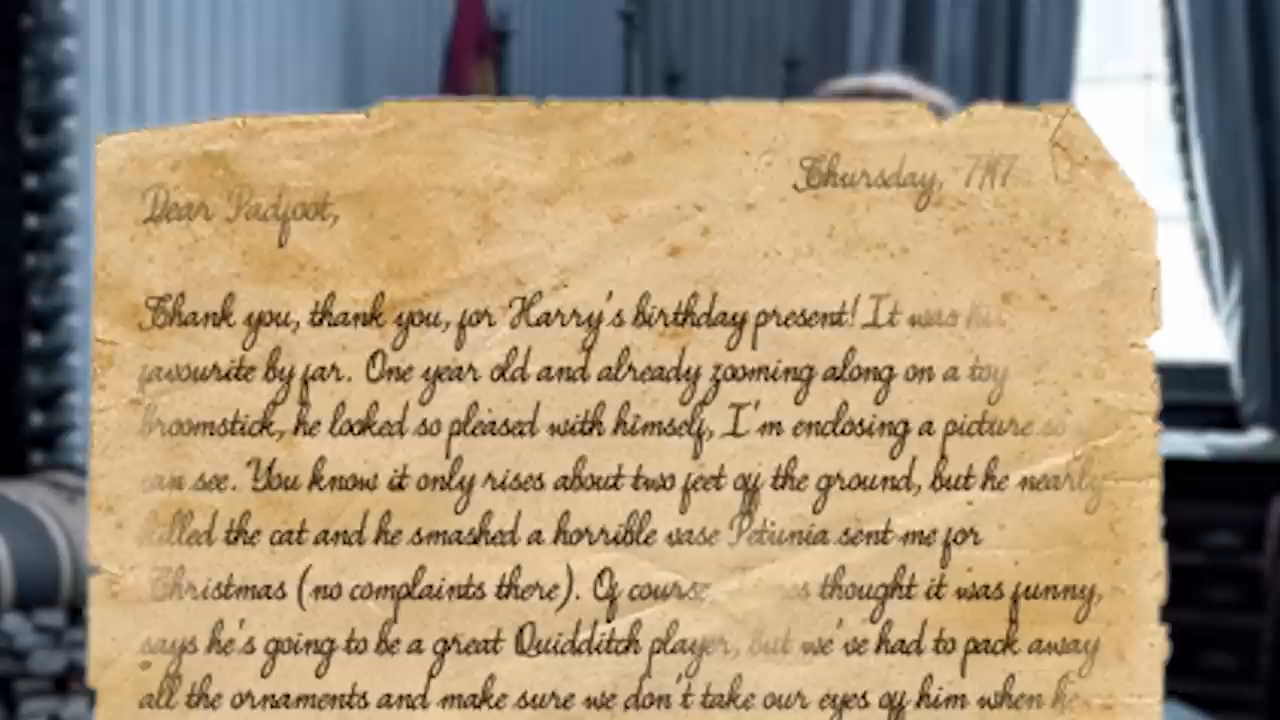 Thursday, 7/17
Dear Padfoot,
Thank you, thank you, for Harry's birthday present! It was his
favourite by far. One year old and already zooming along on a toy
broomstick, he looked so pleased with himself, I'm enclosing a picture so
can see. You know it only rises about two feet off the ground, but he nearly
killed the cat and he smashed a horrible vase Petunia sent me for
Christmas (no complaints there). Of course, thought it was funny,
says he's going to be a great Quidditch player, but we've had to pack away
all the ornaments and make sure we don't take our eyes off him when he